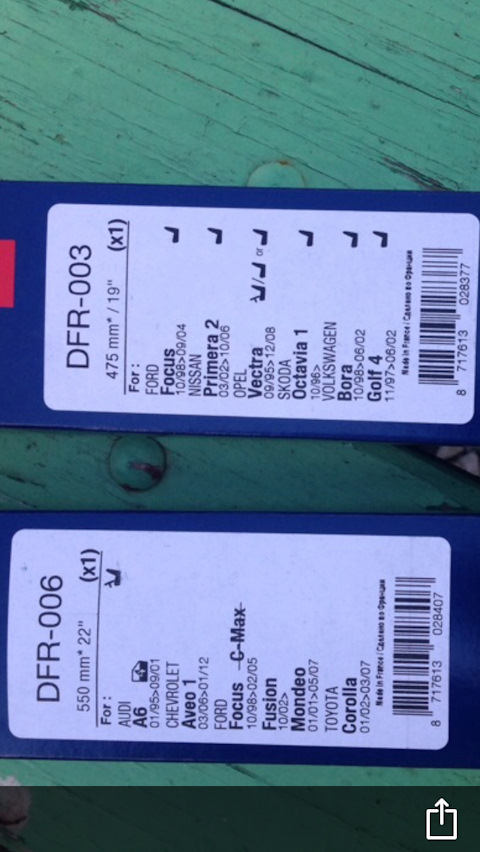 DFR-003
475 mm* / 19" (x1)
For :
FORD
Focus
10/98>09/04
NISSAN
Primera 2
03/02>10/06
OPEL
Vectra or
09/95>12/08
SKODA
Octavia 1
10/96>
VOLKSWAGEN
Bora
10/98>06/02
Golf 4
11/97>06/02
Made in France / Сделано во Франции
8 717613 028377
DFR-006
550 mm* 22" (x1)
For :
AUDI
A6
01/95>09/01
CHEVROLET
Aveo 1
03/06>01/12
FORD
Focus C-Max
10/98>02/05
Fusion
10/02>
Mondeo
01/01>05/07
TOYOTA
Corolla
01/02>03/07
Made in France / Сделано во Франции
8 717613 028407